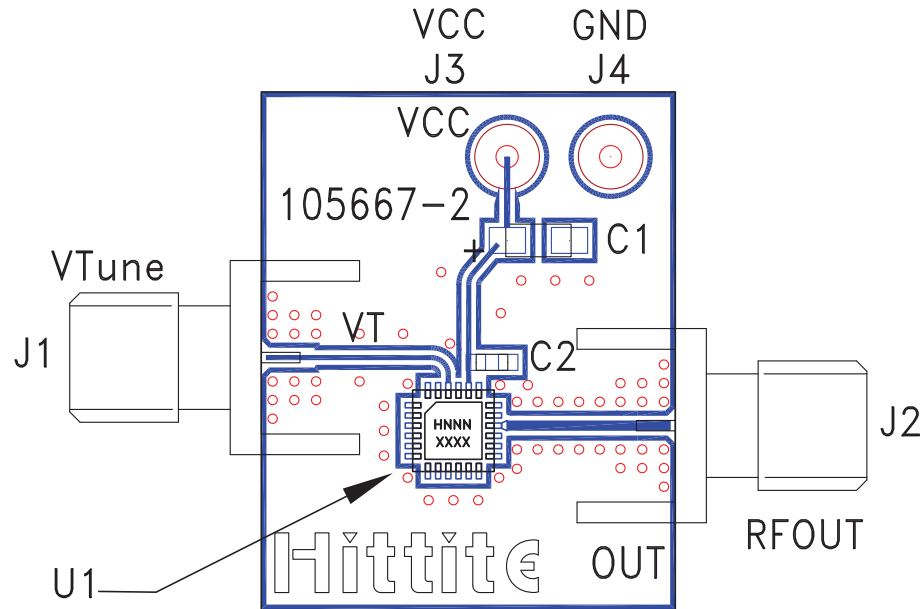 VCC
J3
GND
J4
VCC
105667-2
+
C1
VTune
J1
VT
C2
HNNN
XXXX
J2
RFOUT
OUT
Hittite
U1